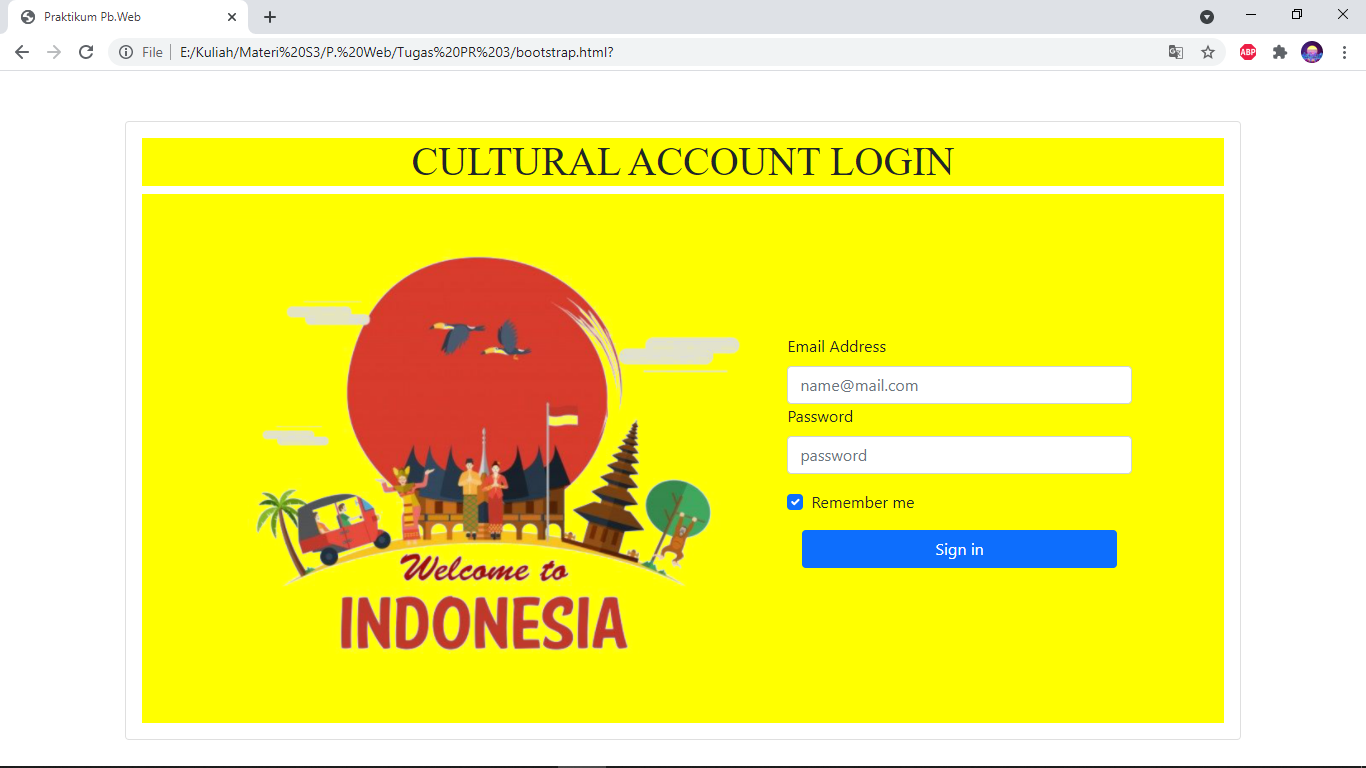 Praktikum Pb.Web
File E:/Kuliah/Materi%20S3/P.%20Web/Tugas%20PR%203/bootstrap.html?
ABP
CULTURAL ACCOUNT LOGIN
Welcome to
INDONESIA
Email Address
name@mail.com
Password
password
Remember me
Sign in